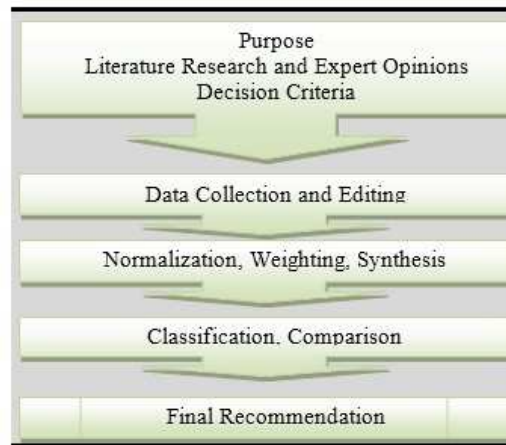 Purpose
Literature Research and Expert Opinions
Decision Criteria
Data Collection and Editing
Normalization, Weighting, Synthesis
Classification, Comparison
Final Recommendation